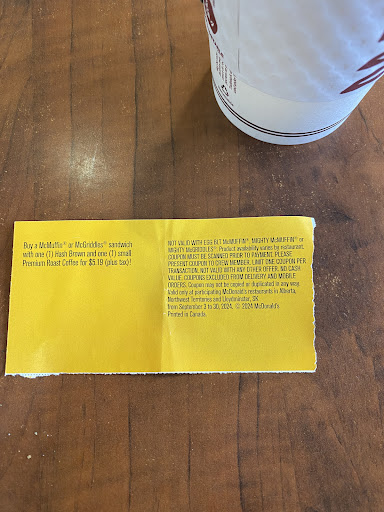 Buy a McMuffin® or McGriddles® sandwich
with one (1) Hash Brown and one (1) small
Premium Roast Coffee for $5.19 (plus tax)!
NOT VALID WITH EGG BLT McMUFFIN®, MIGHTY McMUFFIN® or
MIGHTY McGRIDDLES®. Product availability varies by restaurant.
COUPON MUST BE SCANNED PRIOR TO PAYMENT. PLEASE
PRESENT COUPON TO CREW MEMBER. LIMIT ONE COUPON PER
TRANSACTION. NOT VALID WITH ANY OTHER OFFER. NO CASH
VALUE. COUPONS EXCLUDED FROM DELIVERY AND MOBILE
ORDERS. Coupon may not be copied or duplicated in any way.
Valid only at participating McDonald's restaurants in Alberta,
Northwest Territories and Lloydminster, SK.
from September 3 to 30, 2024. © 2024 McDonald's
Printed in Canada.